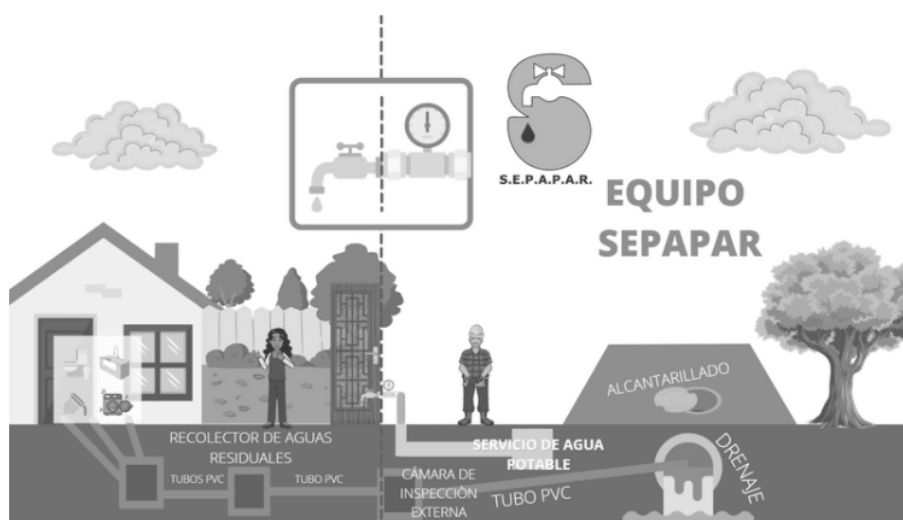 S.E.P.A.P.A.R.
EQUIPO
SEPAPAR
ALCANTARILLADO
RECOLECTOR DE AGUAS
RESIDUALES
TUBOS PVC
TUBO PVC
CÁMARA DE
INSPECCIÒN
EXTERNA
SERVICIO DE AGUA
POTABLE
TUBO PVC
DRENAJE